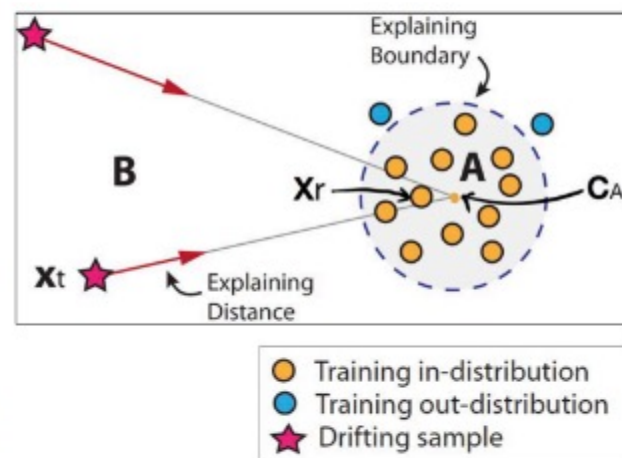 Explaining
Boundary
A
B
Xr
CA
Xt
Explaining
Distance
Training in-distribution
Training out-distribution
Drifting sample